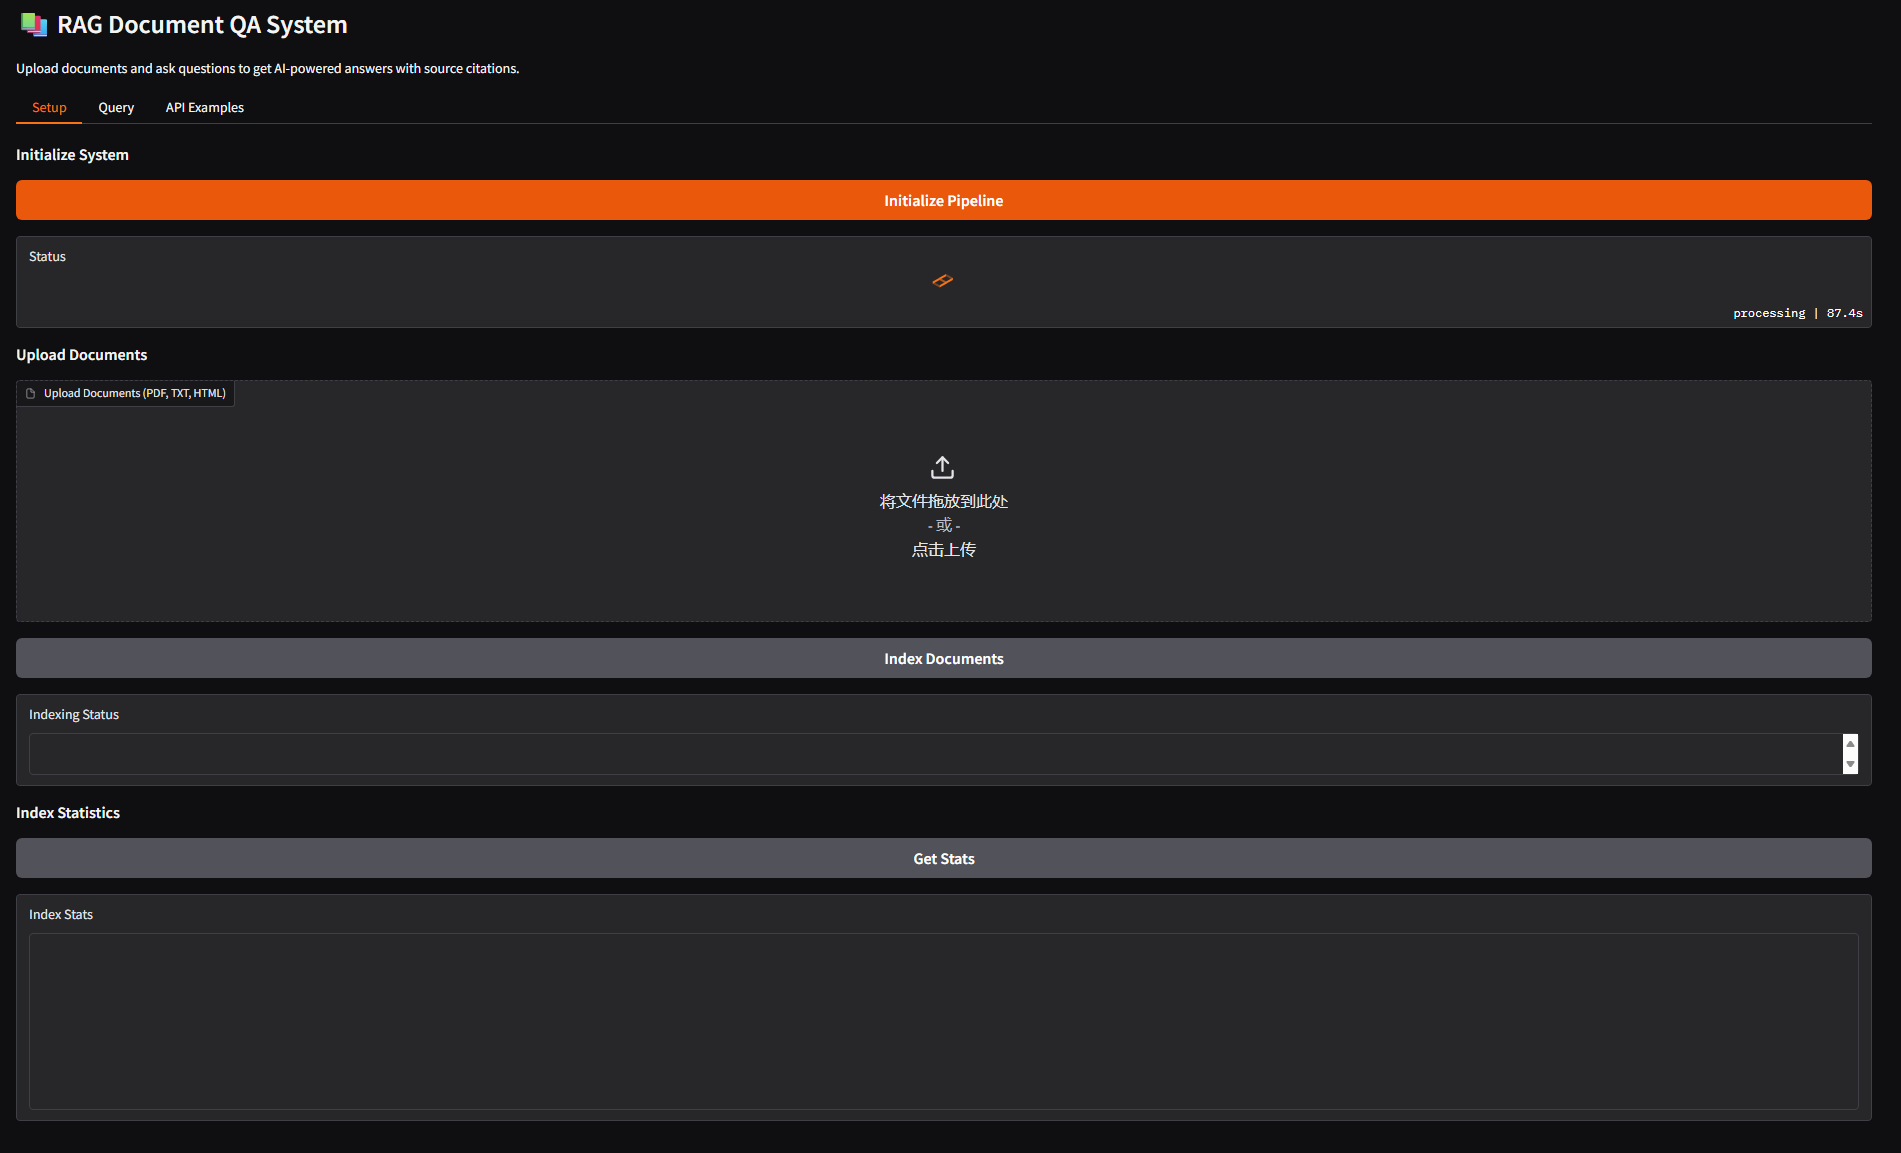 RAG Document QA System
Upload documents and ask questions to get AI-powered answers with source citations.
Setup
Query
API Examples
Initialize System
Initialize Pipeline
Status
processing | 87.4s
Upload Documents
Upload Documents (PDF, TXT, HTML)
将文件拖放到此处
- 或 -
点击上传
Index Documents
Indexing Status
Index Statistics
Get Stats
Index Stats